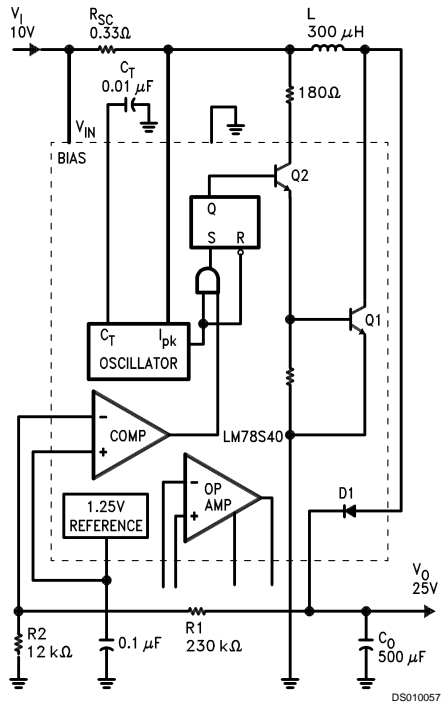 V_I
10V
R_SC
0.33Ω
L
300 μH
C_T
0.01 μF
180Ω
V_IN
BIAS
Q2
Q
S R
Q1
C_T I_pk
OSCILLATOR
COMP
LM78S40
−
+
OP
AMP
−
+
1.25V
REFERENCE
D1
V_O
25V
R2
12 kΩ
0.1 μF
R1
230 kΩ
C_O
500 μF
DS010057